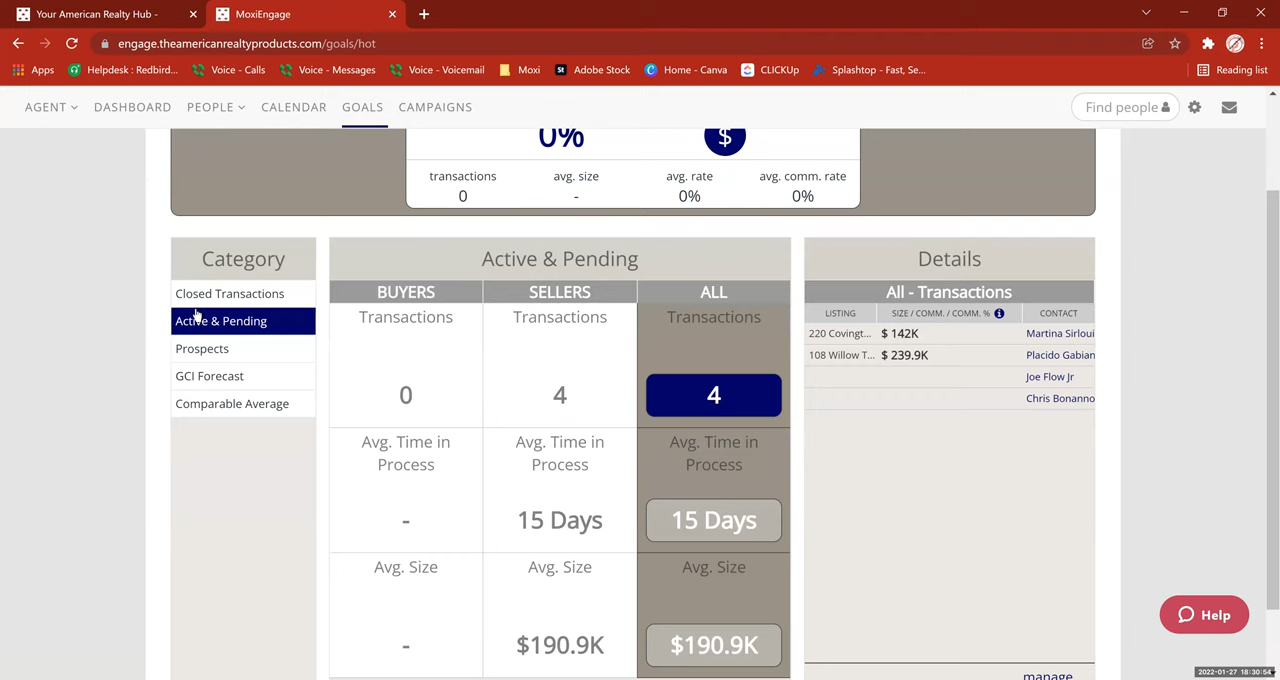 Your American Realty Hub -
MoxiEngage
engage.theamericanrealtyproducts.com/goals/hot
Apps
Helpdesk : Redbird...
Voice - Calls
Voice - Messages
Voice - Voicemail
Moxi
Adobe Stock
Home - Canva
CLICKUp
Splashtop - Fast, Se...
Reading list
AGENT
DASHBOARD
PEOPLE
CALENDAR
GOALS
CAMPAIGNS
Find people
0%
$
transactions
avg. size
avg. rate
avg. comm. rate
0
-
0%
0%
Category
Closed Transactions
Active & Pending
Prospects
GCI Forecast
Comparable Average
Active & Pending
BUYERS
SELLERS
ALL
Transactions
Transactions
Transactions
0
4
4
Avg. Time in Process
Avg. Time in Process
Avg. Time in Process
-
15 Days
15 Days
Avg. Size
Avg. Size
Avg. Size
-
$190.9K
$190.9K
Details
All - Transactions
LISTING
SIZE / COMM. / COMM. %
CONTACT
220 Covingt... $ 142K Martina Sirloui
108 Willow T... $ 239.9K Placido Gabian
Joe Flow Jr
Chris Bonanno
manage
Help
2022-01-27 18:30:54